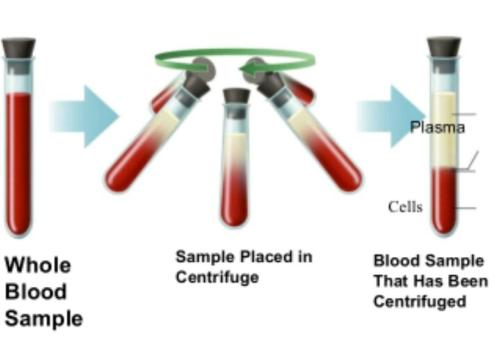 Whole
Blood
Sample
Sample Placed in
Centrifuge
Plasma
Cells
Blood Sample
That Has Been
Centrifuged